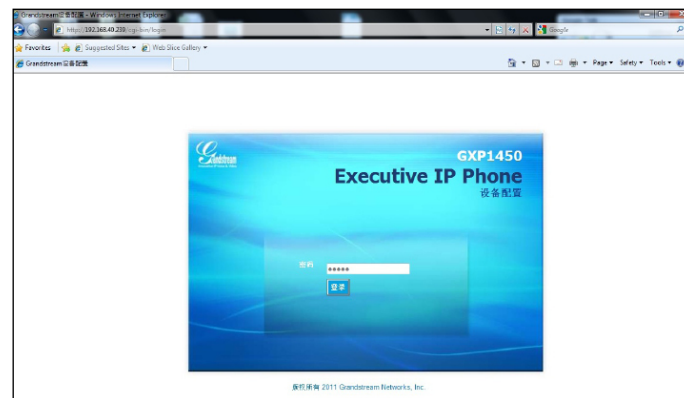 Grandstream设备配置 - Windows Internet Explorer
http://192.168.40.238/cgi-bin/login
Google
Favorites Suggested Sites Web Slice Gallery
Grandstream设备配置
Page Safety Tools
Grandstream
GXP1450
Executive IP Phone
设备配置
密码
登录
版权所有 2011 Grandstream Networks, Inc.